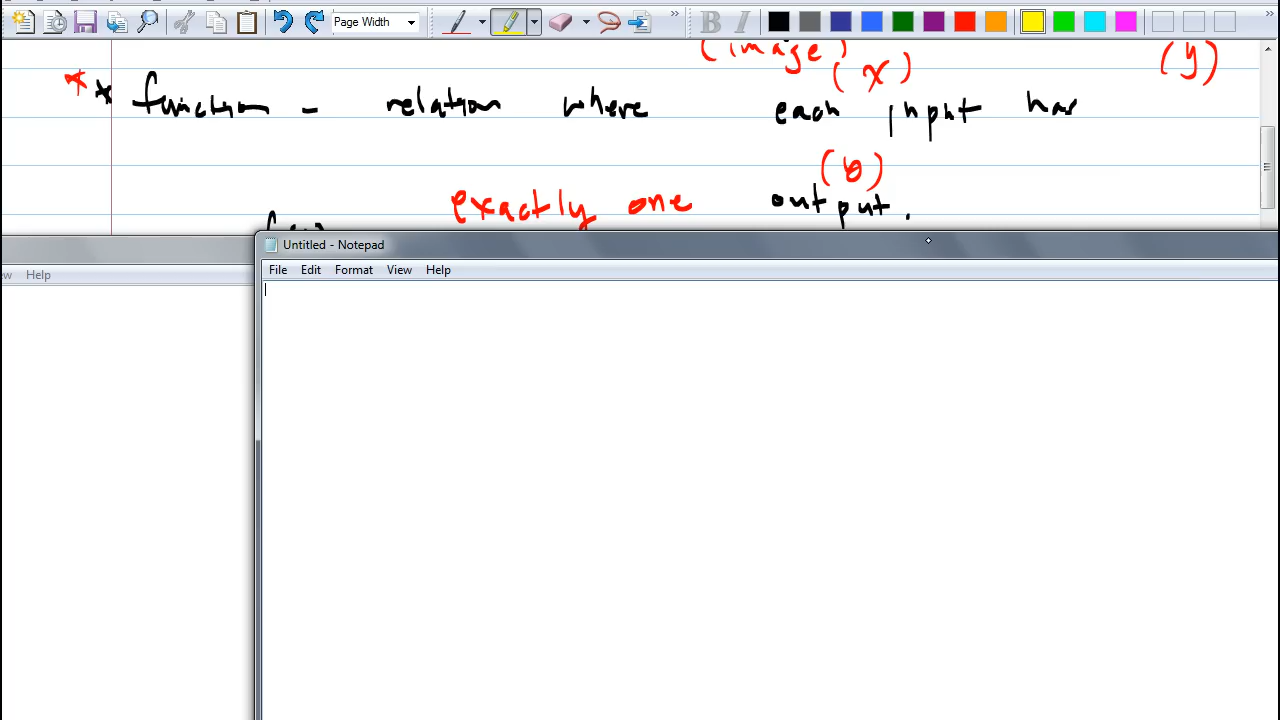 Page Width
B I U
(image)
(x) (y)
** function - relation where each input has
(y)
exactly one output.
Untitled - Notepad
ew Help
File Edit Format View Help